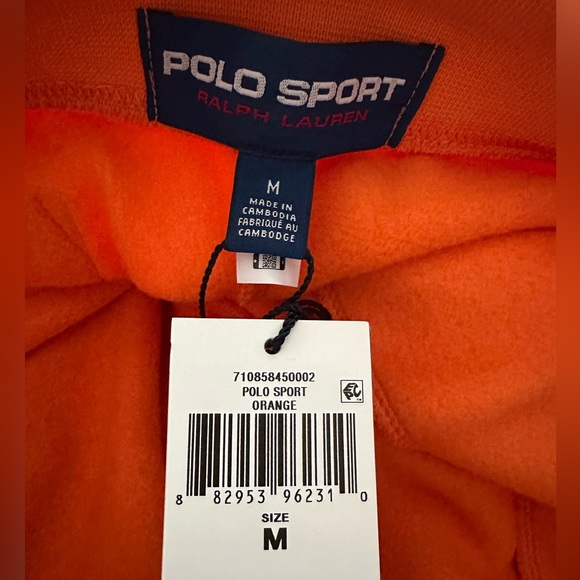 POLO SPORT
RALPH LAUREN
M
MADE IN
CAMBODIA
FABRIQUÉ AU
CAMBODGE
710858450002
POLO SPORT
ORANGE
8 82953 96231 0
SIZE
M